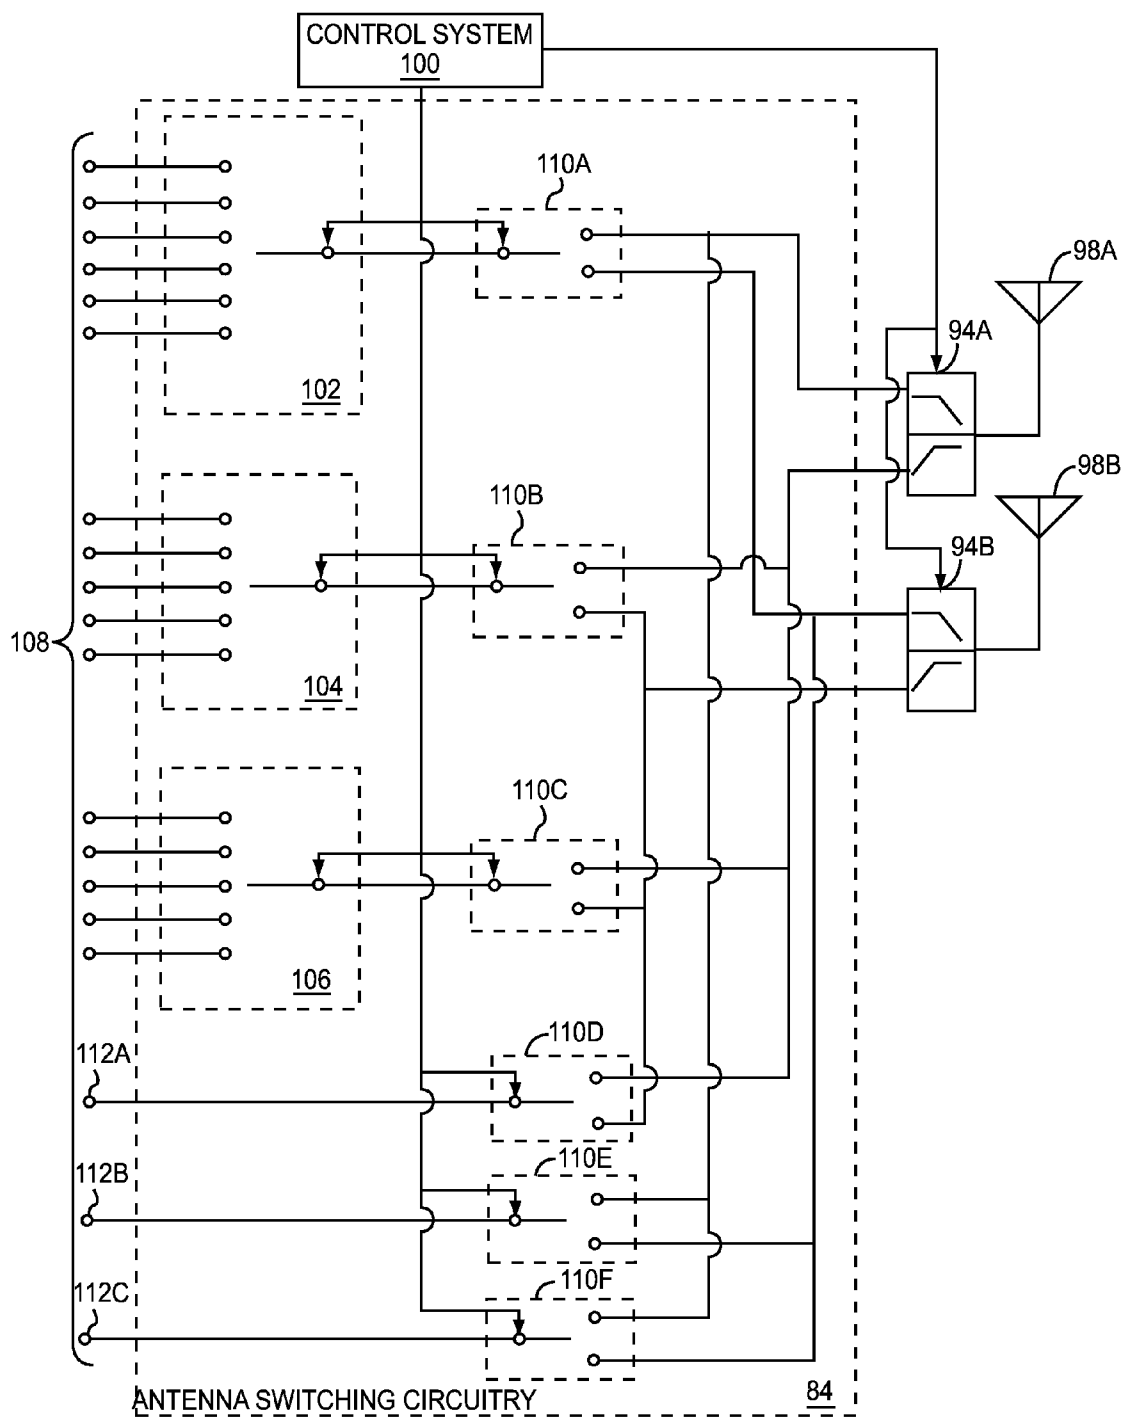 CONTROL SYSTEM
100
110A
98A
94A
102
98B
110B
94B
108
104
110C
106
110D
112A
110E
112B
110F
112C
ANTENNA SWITCHING CIRCUITRY
84